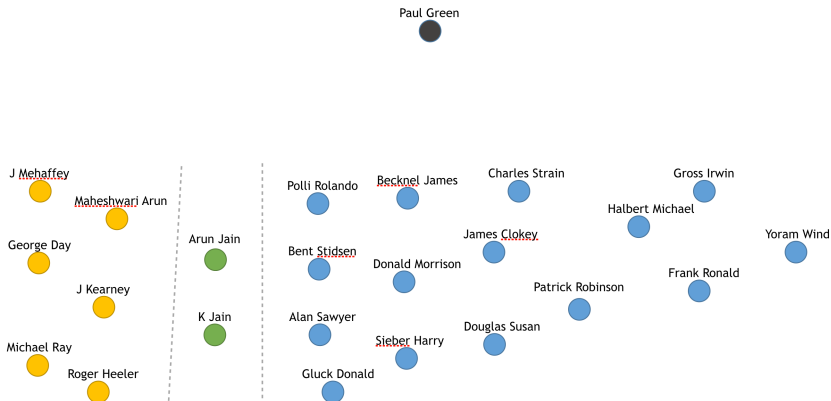 Paul Green
J Mehaffey
Maheshwari Arun
George Day
J Kearney
Michael Ray
Roger Heeler
Arun Jain
K Jain
Polli Rolando
Becknel James
Charles Strain
Gross Irwin
Halbert Michael
Yoram Wind
Bent Stidsen
Donald Morrison
James Clokey
Frank Ronald
Patrick Robinson
Alan Sawyer
Sieber Harry
Douglas Susan
Gluck Donald